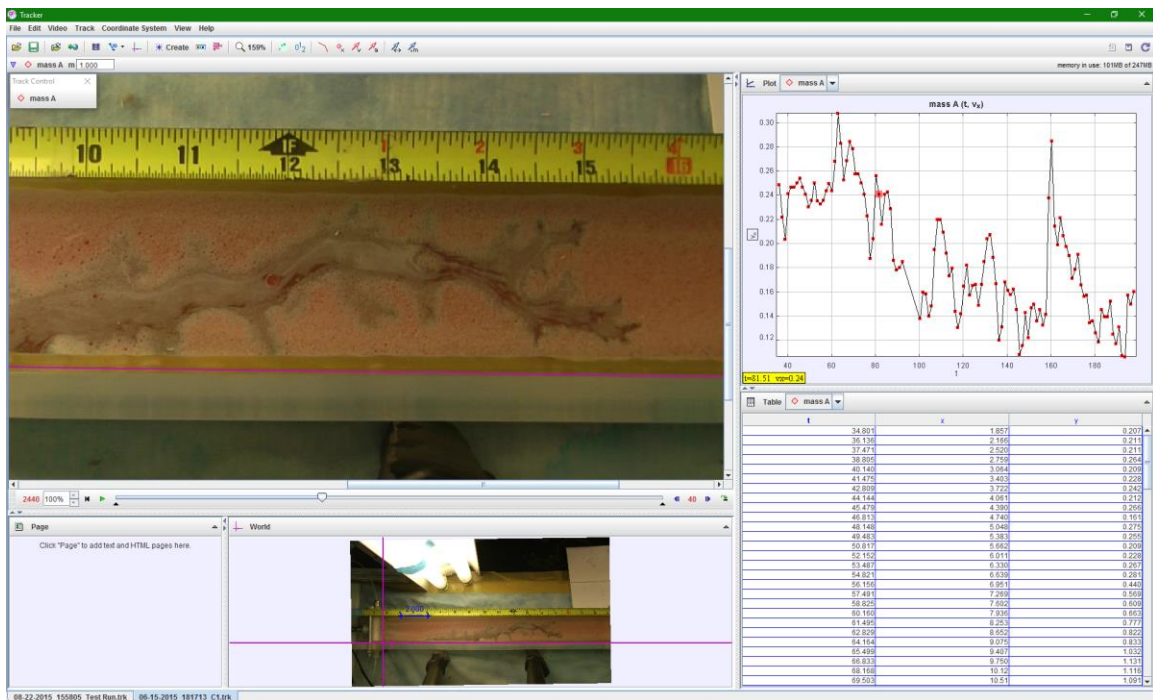 Tracker
File Edit Video Track Coordinate System View Help
Create 159%
mass A m 1.000
memory in use: 101MB of 247MB
Track Control
mass A
10 11 1F 12 1 13 2 14 3 15 4 16
2440 100% 40
Page
Click "Page" to add text and HTML pages here.
World
2.000
Plot mass A
mass A (t, vx)
0.30
0.28
0.26
0.24
0.22
0.20
0.18
0.16
0.14
0.12
40 60 80 100 120 140 160 180
t
t=81.51 vx=0.24
Table mass A
t x y
34.801 1.857 0.207
36.136 2.166 0.211
37.471 2.520 0.211
38.805 2.759 0.264
40.140 3.064 0.209
41.475 3.403 0.228
42.809 3.722 0.242
44.144 4.061 0.212
45.479 4.390 0.266
46.813 4.740 0.161
48.148 5.048 0.275
49.483 5.383 0.255
50.817 5.662 0.209
52.152 6.011 0.228
53.487 6.330 0.267
54.821 6.639 0.281
56.156 6.951 0.440
57.491 7.269 0.569
58.825 7.602 0.609
60.160 7.936 0.663
61.495 8.253 0.777
62.829 8.652 0.822
64.164 9.075 0.833
65.499 9.407 1.032
66.833 9.750 1.131
68.168 10.12 1.116
69.503 10.51 1.091
08-22-2015_155805_Test Run.trk 06-15-2015_181713_C1.trk